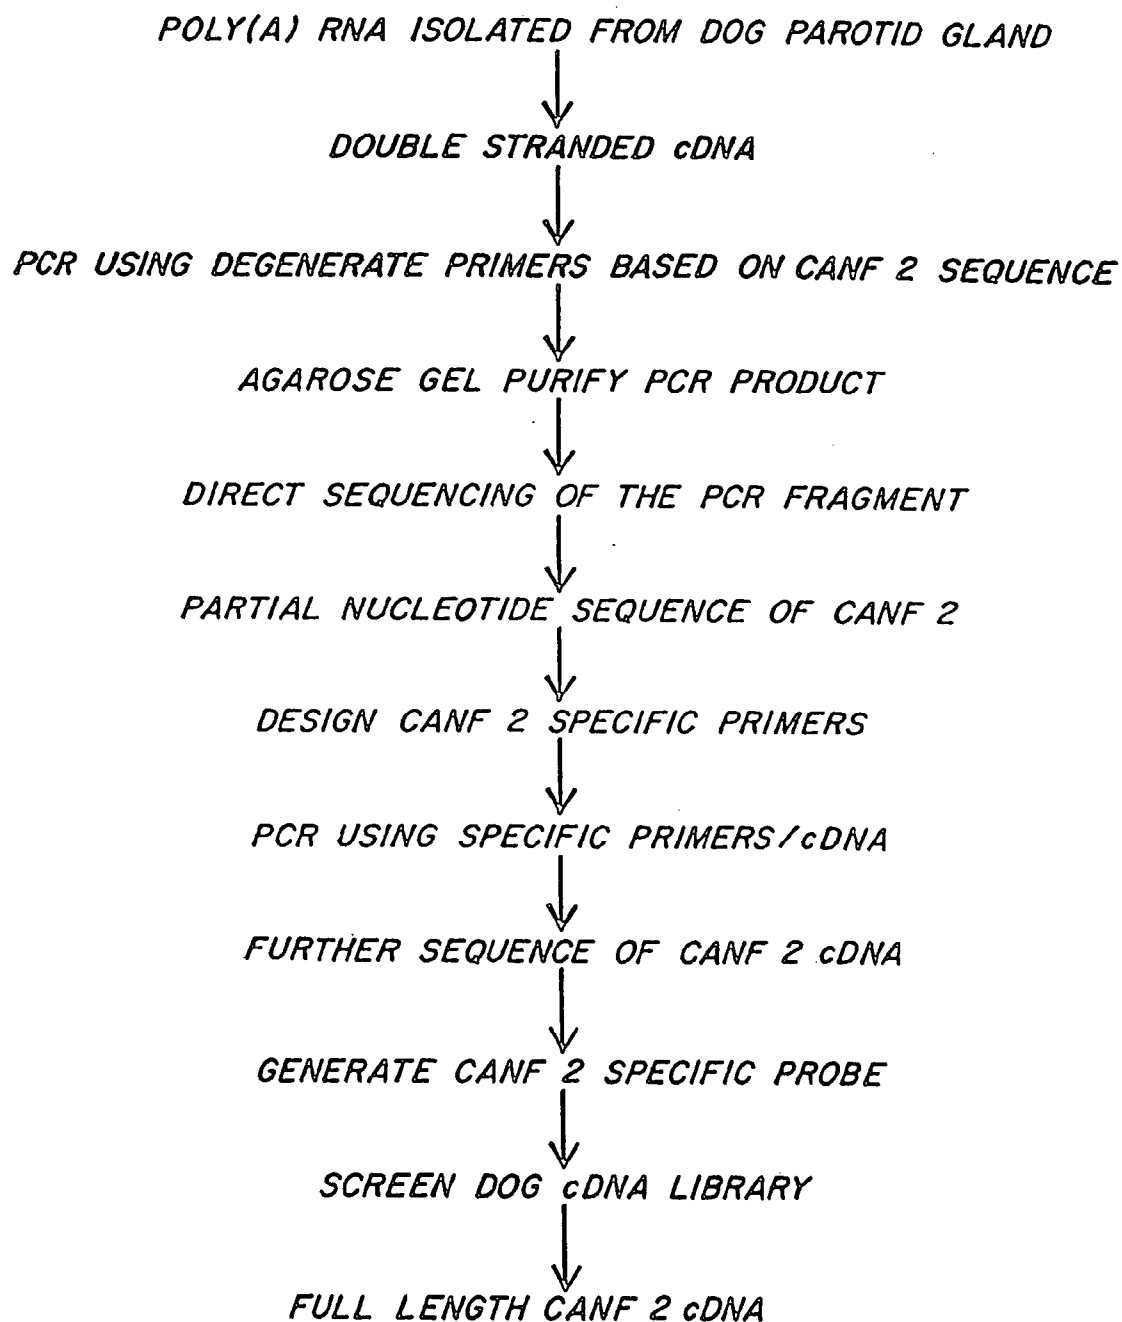 POLY(A) RNA ISOLATED FROM DOG PAROTID GLAND
DOUBLE STRANDED cDNA
PCR USING DEGENERATE PRIMERS BASED ON CANF 2 SEQUENCE
AGAROSE GEL PURIFY PCR PRODUCT
DIRECT SEQUENCING OF THE PCR FRAGMENT
PARTIAL NUCLEOTIDE SEQUENCE OF CANF 2
DESIGN CANF 2 SPECIFIC PRIMERS
PCR USING SPECIFIC PRIMERS/cDNA
FURTHER SEQUENCE OF CANF 2 cDNA
GENERATE CANF 2 SPECIFIC PROBE
SCREEN DOG cDNA LIBRARY
FULL LENGTH CANF 2 cDNA